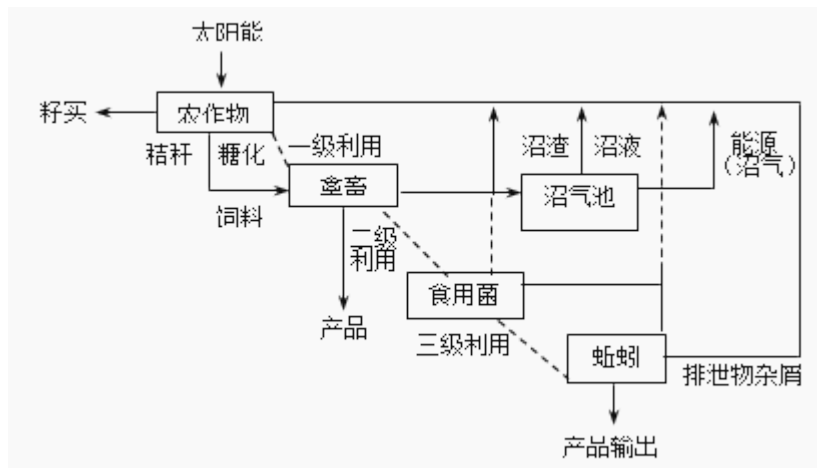 太阳能
籽买
农作物
秸秆
糖化
一级利用
沼渣
沼液
能源
（沼气）
禽畜
沼气池
饲料
二级
利用
食用菌
产品
三级利用
蚯蚓
排泄物杂屑
产品输出